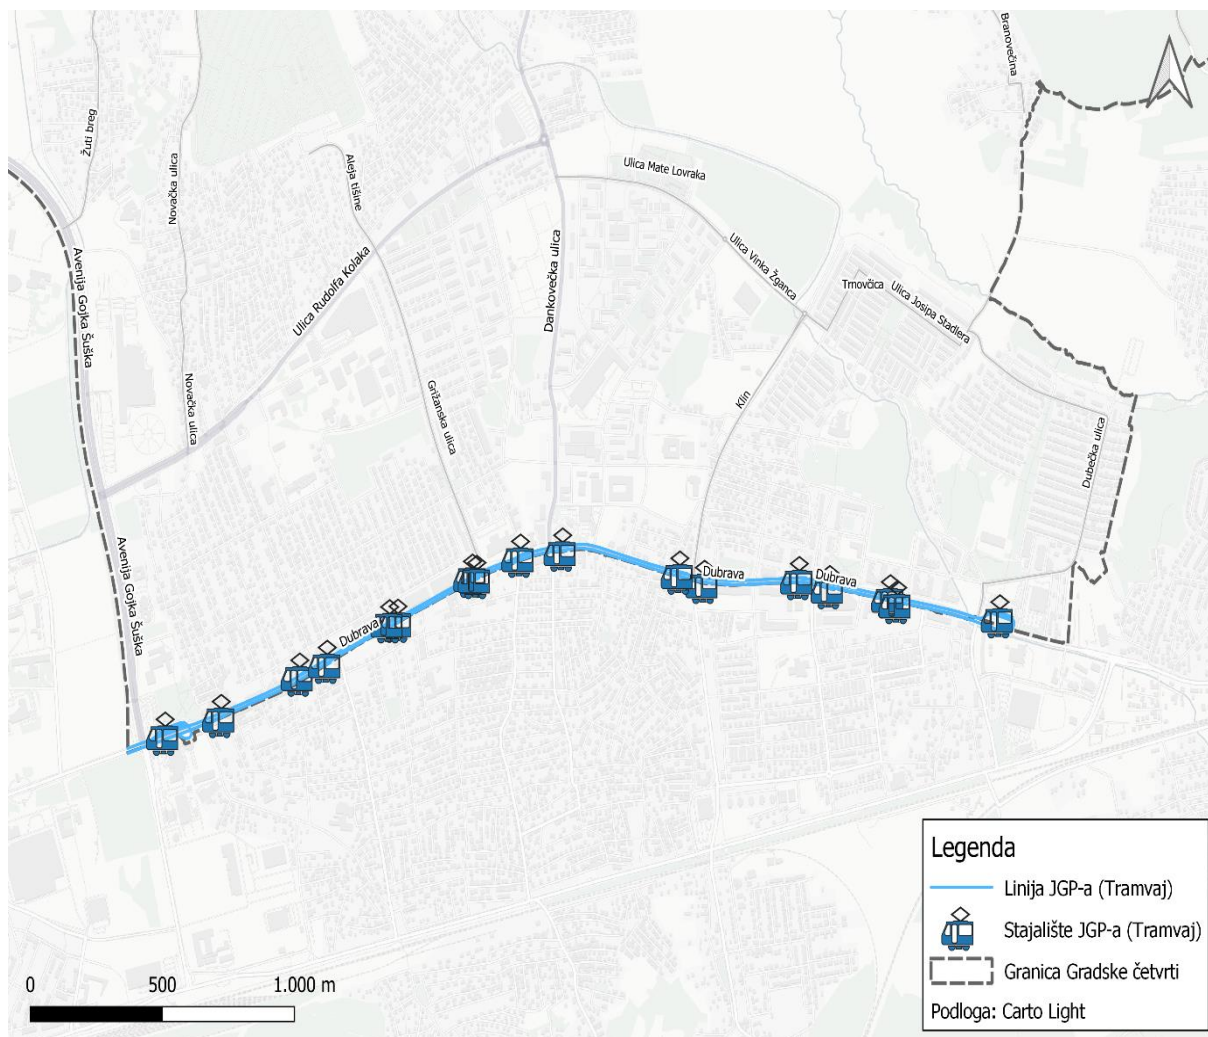 Branovečina
Žuti breg
Novačka ulica
Aleja tišine
Ulica Mate Lovraka
Avenija Gojka Šuška
Ulica Rudolfa Kolaka
Dankovečka ulica
Ulica Vinka Žganca
Trnovčica
Ulica Josipa Stadlera
Novačka ulica
Grižanska ulica
Klin
Dubečka ulica
Avenija Gojka Šuška
Dubrava
Dubrava
Dubrava
Legenda
Linija JGP-a (Tramvaj)
Stajalište JGP-a (Tramvaj)
Granica Gradske četvrti
Podloga: Carto Light
0 500 1.000 m